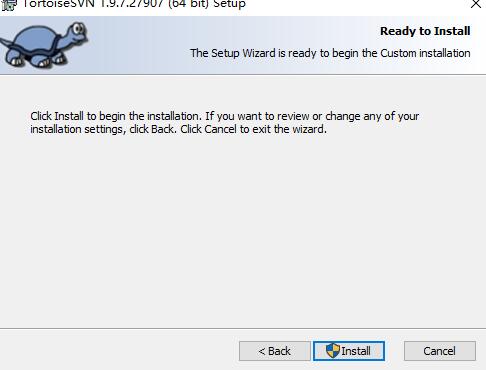 TortoiseSVN 1.9.7.27907 (64 bit) Setup
Ready to Install
The Setup Wizard is ready to begin the Custom installation
Click Install to begin the installation. If you want to review or change any of your
installation settings, click Back. Click Cancel to exit the wizard.
< Back Install Cancel